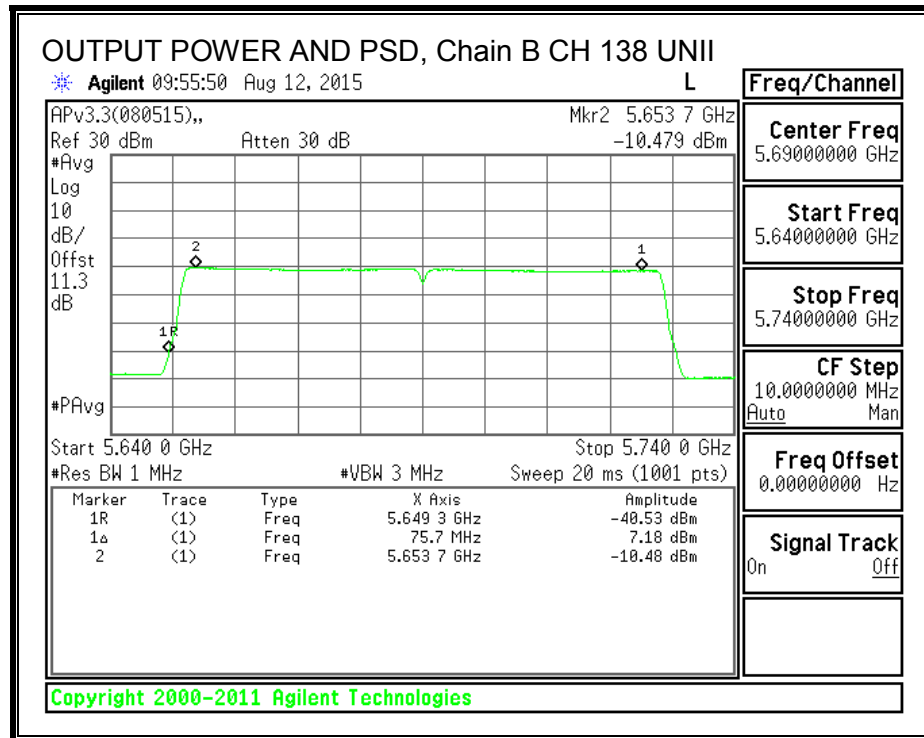 OUTPUT POWER AND PSD, Chain B CH 138 UNII
Agilent 09:55:50 Aug 12, 2015 L
Freq/Channel
APv3.3(080515),, Mkr2 5.653 7 GHz
Ref 30 dBm Atten 30 dB -10.479 dBm
#Avg
Log
10
dB/
Offst
11.3
dB
#PAvg
2
1
1R
Start 5.640 0 GHz Stop 5.740 0 GHz
#Res BW 1 MHz #VBW 3 MHz Sweep 20 ms (1001 pts)
Marker Trace Type X Axis Amplitude
1R (1) Freq 5.649 3 GHz -40.53 dBm
1Δ (1) Freq 75.7 MHz 7.18 dBm
2 (1) Freq 5.653 7 GHz -10.48 dBm
Center Freq
5.69000000 GHz
Start Freq
5.64000000 GHz
Stop Freq
5.74000000 GHz
CF Step
10.0000000 MHz
Auto Man
Freq Offset
0.00000000 Hz
Signal Track
On Off
Copyright 2000-2011 Agilent Technologies